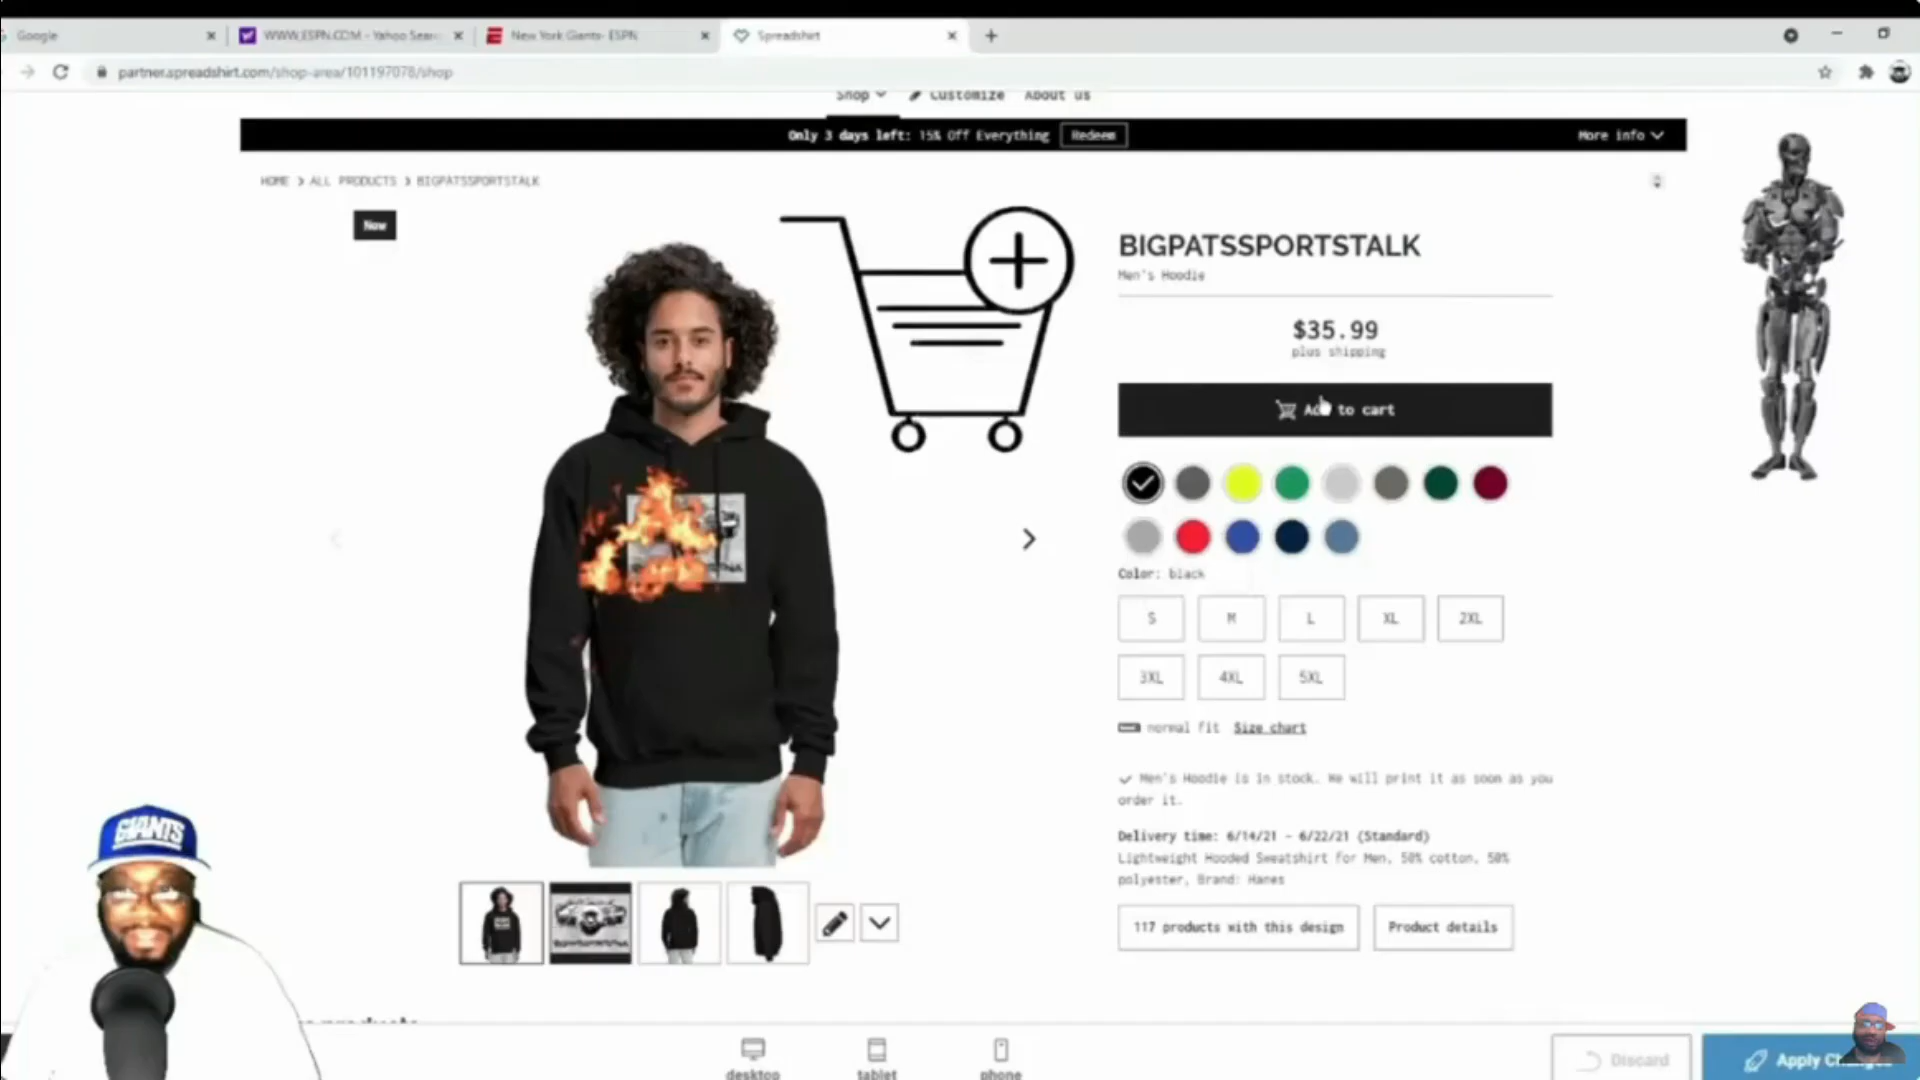 Google
WWW.ESPN.COM - Yahoo Sear
New York Giants- ESPN
Spreadshirt
partner.spreadshirt.com/shop-area/101197078/shop
Shop
Customize
About us
Only 3 days left: 15% Off Everything
Redeem
More info
HOME > ALL PRODUCTS > BIGPATSSPORTSTALK
New
BIGPATSSPORTSTALK
Men's Hoodie
$35.99
plus shipping
Add to cart
Color: black
S M L XL 2XL
3XL 4XL 5XL
normal fit Size chart
Men's Hoodie is in stock. We will print it as soon as you
order it.
Delivery time: 6/14/21 - 6/22/21 (Standard)
Lightweight Hooded Sweatshirt for Men, 50% cotton, 50%
polyester, Brand: Hanes
117 products with this design
Product details
GIANTS
desktop
tablet
phone
Discard
Apply Changes